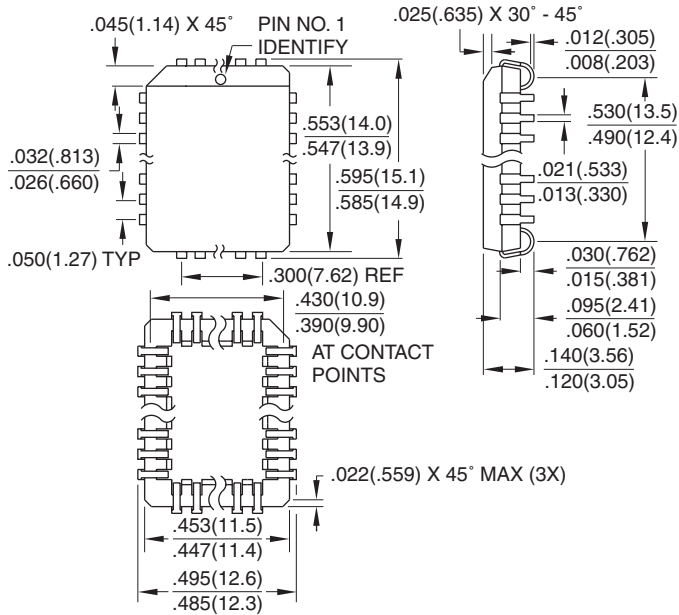 .045(1.14) X 45°
PIN NO. 1
IDENTIFY
.025(.635) X 30° - 45°
.012(.305)
.008(.203)
.553(14.0)
.547(13.9)
.530(13.5)
.490(12.4)
.032(.813)
.026(.660)
.595(15.1)
.585(14.9)
.021(.533)
.013(.330)
.050(1.27) TYP
.300(7.62) REF
.030(.762)
.015(.381)
.430(10.9)
.390(9.90)
AT CONTACT
POINTS
.095(2.41)
.060(1.52)
.140(3.56)
.120(3.05)
.022(.559) X 45° MAX (3X)
.453(11.5)
.447(11.4)
.495(12.6)
.485(12.3)